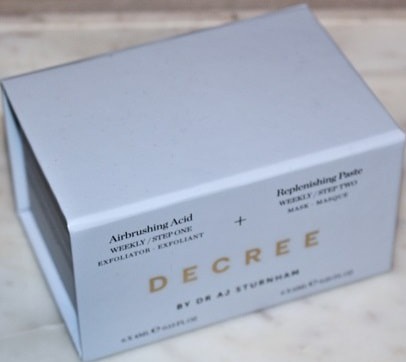 Airbrushing Acid
WEEKLY / STEP ONE
EXFOLIATOR · EXFOLIANT
+
Replenishing Paste
WEEKLY / STEP TWO
MASK · MASQUE
DECREE
BY DR AJ STURNHAM